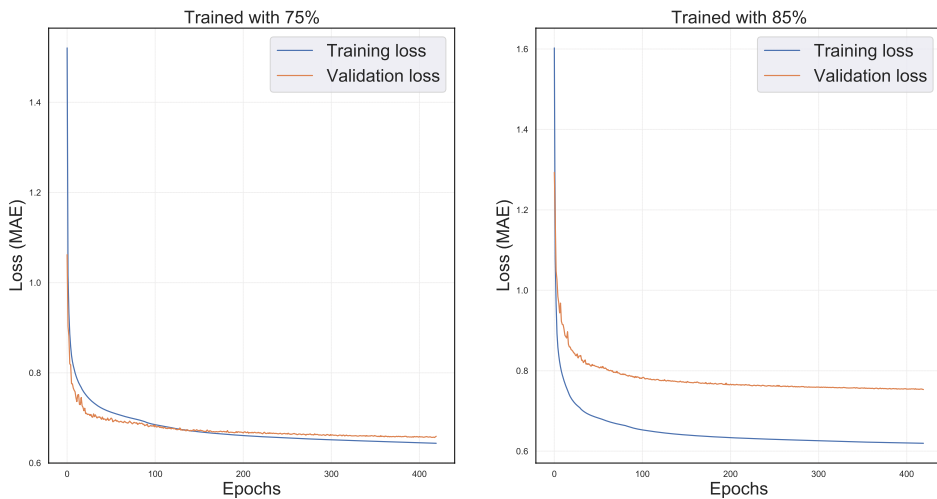 Trained with 75%
Training loss
Validation loss
1.4
1.2
1.0
0.8
0.6
Loss (MAE)
0
100
200
300
400
Epochs
Trained with 85%
Training loss
Validation loss
1.6
1.4
1.2
1.0
0.8
0.6
Loss (MAE)
0
100
200
300
400
Epochs